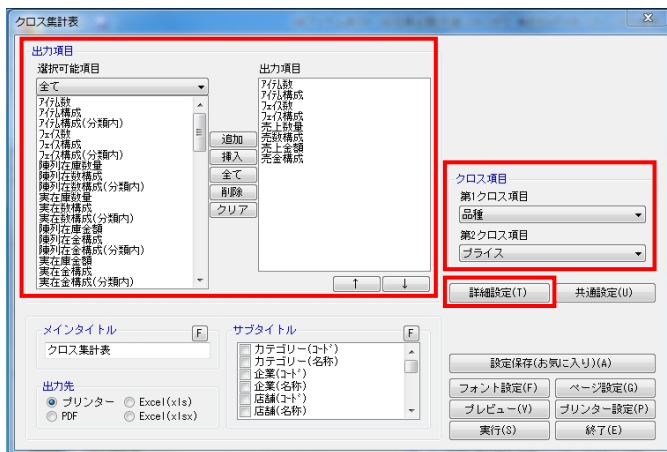 クロス集計表
出力項目
選択可能項目
全て
ｱｲﾃﾑ数
ｱｲﾃﾑ構成
ｱｲﾃﾑ構成(分類内)
ﾌｪｲｽ数
ﾌｪｲｽ構成
ﾌｪｲｽ構成(分類内)
陳列在庫数量
陳列在数構成
陳列在数構成(分類内)
実在庫数量
実在数構成
実在数構成(分類内)
陳列在庫金額
陳列在金構成
陳列在金構成(分類内)
実在庫金額
実在金構成
実在金構成(分類内)
追加
挿入
全て
削除
クリア
出力項目
ｱｲﾃﾑ数
ｱｲﾃﾑ構成
ﾌｪｲｽ数
ﾌｪｲｽ構成
売上数量
売数構成
売上金額
売金構成
↑
↓
クロス項目
第1クロス項目
品種
第2クロス項目
プライス
詳細設定(T)
共通設定(U)
メインタイトル
F
クロス集計表
出力先
プリンター
Excel(xls)
PDF
Excel(xlsx)
サブタイトル
F
カテゴリー(ｺｰﾄﾞ)
カテゴリー(名称)
企業(ｺｰﾄﾞ)
企業(名称)
店舗(ｺｰﾄﾞ)
店舗(名称)
設定保存(お気に入り)(A)
フォント設定(F)
ページ設定(G)
プレビュー(V)
プリンター設定(P)
実行(S)
終了(E)